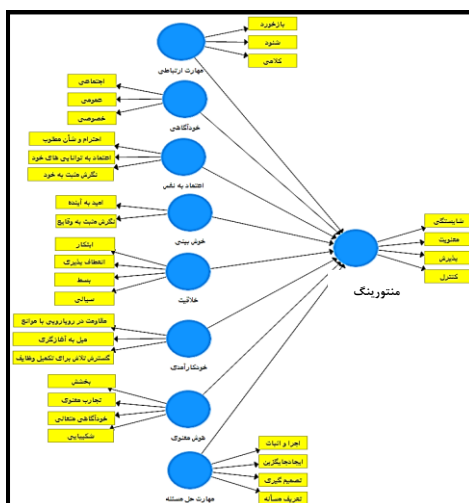 بازخورد
شنود
کلامی
مهارت ارتباطی
اجتماعی
عمومی
خصوصی
خودآگاهی
احترام و شأن مطلوب
اعتماد به توانایی های خود
نگرش مثبت به خود
اعتماد به نفس
امید به آینده
نگرش مثبت به وقایع
خوش بینی
ابتکار
انعطاف پذیری
بسط
سیالی
خلاقیت
مقاومت در رویارویی با موانع
میل به آغازگری
گسترش تلاش برای تکمیل وظایف
خودکارآمدی
بخشش
تجارب معنوی
خودآگاهی متعالی
شکیبایی
هوش معنوی
اجرا و اثبات
ایجادجایگزین
تصمیم گیری
تعریف مسأله
مهارت حل مسئله
شایستگی
معنویت
پذیرش
کنترل
منتورینگ